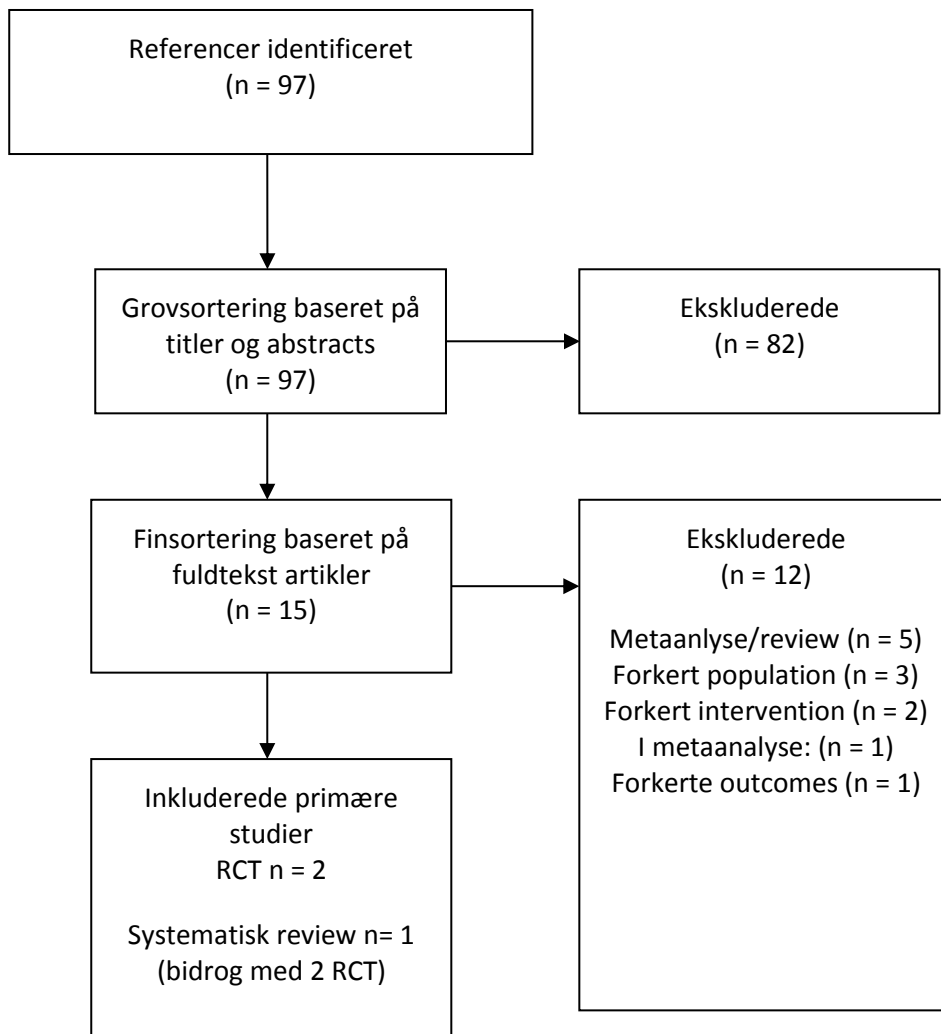 Referencer identificeret
(n = 97)
Grovsortering baseret på
titler og abstracts
(n = 97)
Ekskluderede
(n = 82)
Finsortering baseret på
fuldtekst artikler
(n = 15)
Ekskluderede
(n = 12)
Metaanlyse/review (n = 5)
Forkert population (n = 3)
Forkert intervention (n = 2)
I metaanalyse: (n = 1)
Forkerte outcomes (n = 1)
Inkluderede primære
studier
RCT n = 2
Systematisk review n= 1
(bidrog med 2 RCT)